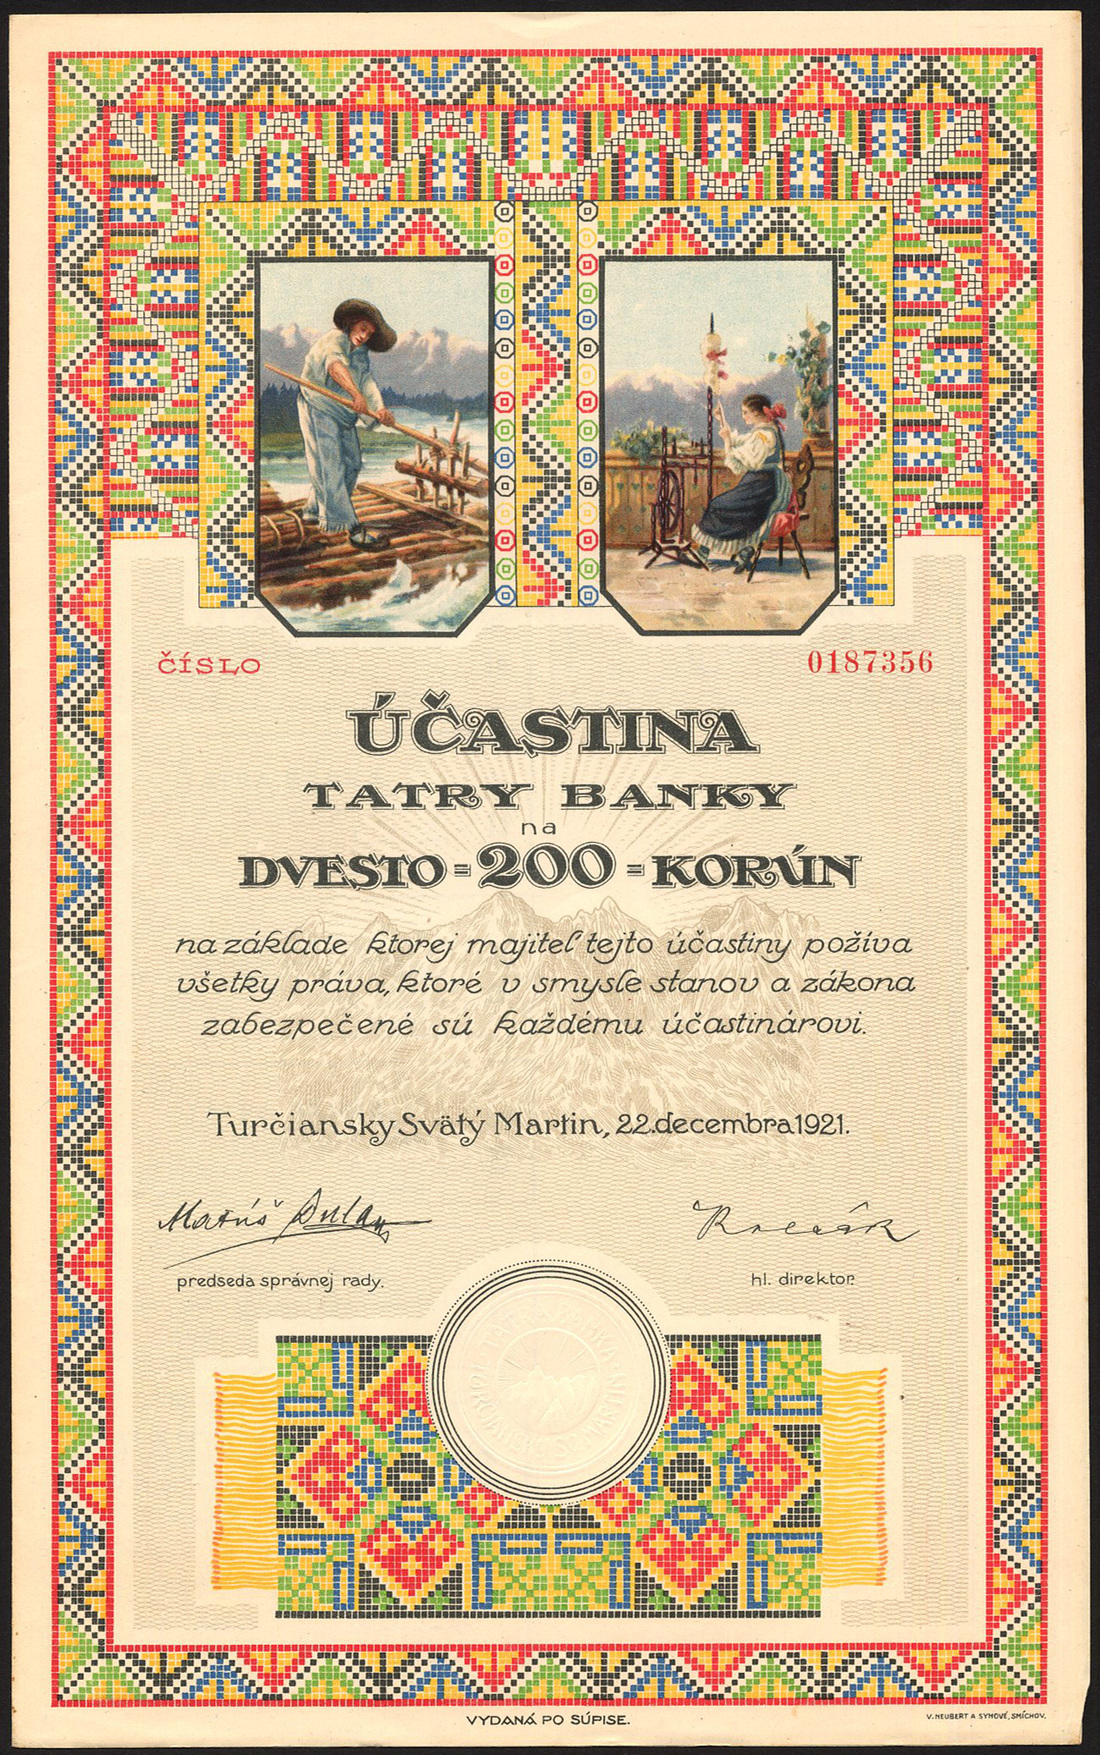 ČÍSLO 0187356
ÚČASTINA
TATRY BANKY
na
DVESTO = 200 = KORÚN
na základe ktorej majiteľ tejto účastiny požíva
všetky práva, ktoré v smysle stanov a zákona
zabezpečené sú každému účastinárovi.
Turčiansky Svätý Martin, 22. decembra 1921.
Matúš Dula
predseda správnej rady. hl. direktor.
VYDANÁ PO SÚPISE.
V. NEUBERT A SYNOVÉ, SMÍCHOV.